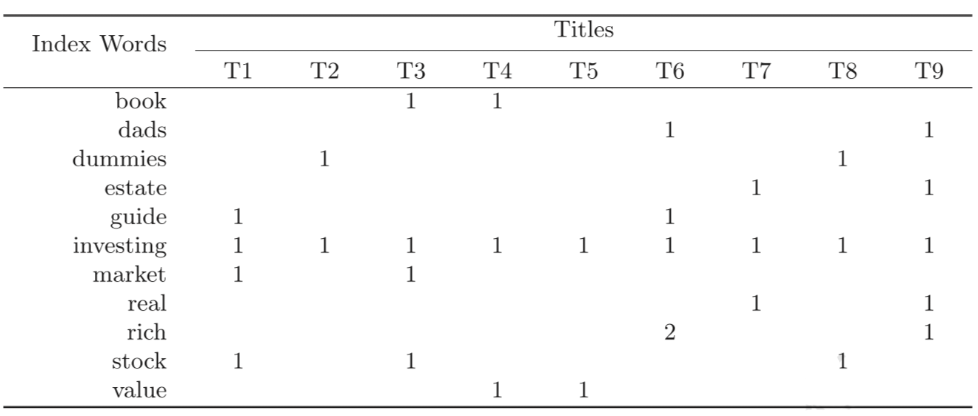 Titles
Index Words
T1 T2 T3 T4 T5 T6 T7 T8 T9
book 1 1
dads 1 1
dummies 1 1
estate 1 1
guide 1 1
investing 1 1 1 1 1 1 1 1 1
market 1 1
real 1 1
rich 2 1
stock 1 1 1
value 1 1